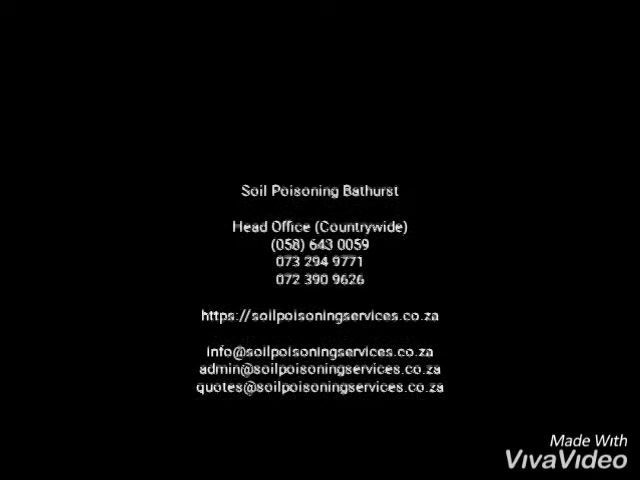 Soil Poisoning Bathurst
Head Office (Countrywide)
(058) 643 0059
073 294 9771
072 390 9626
https://soilpoisoningservices.co.za
info@soilpoisoningservices.co.za
admin@soilpoisoningservices.co.za
quotes@soilpoisoningservices.co.za
Made With
VivaVideo